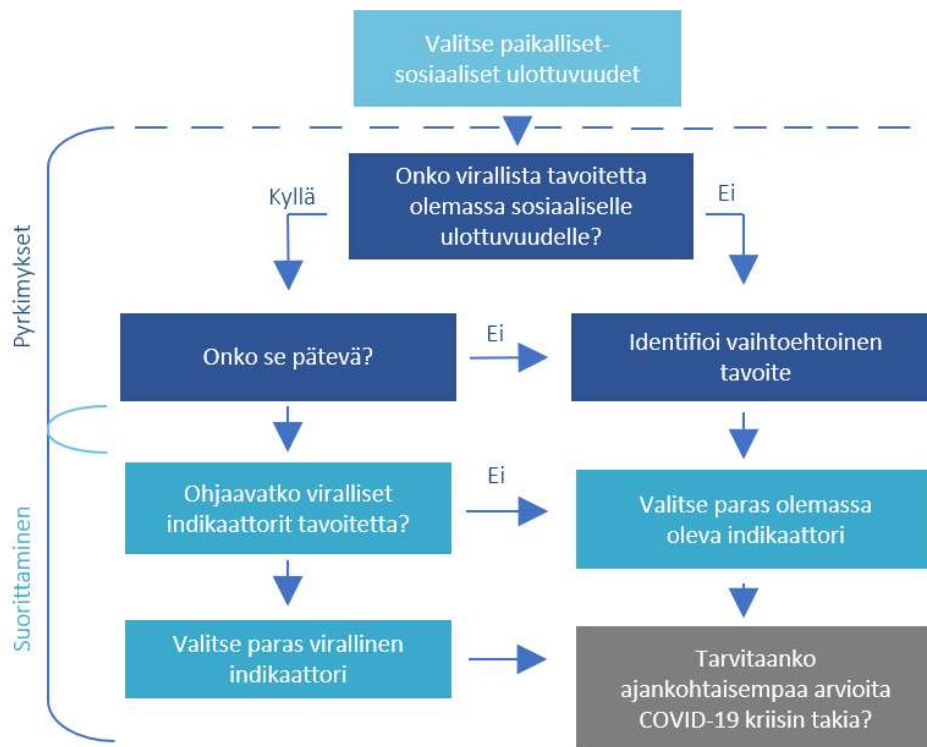 Valitse paikalliset-
sosiaaliset ulottuvuudet
Onko virallista tavoitetta
olemassa sosiaaliselle
ulottuvuudelle?
Kyllä
Ei
Pyrkimykset
Onko se pätevä?
Ei
Identifioi vaihtoehtoinen
tavoite
Ohjaavatko viralliset
indikaattorit tavoitetta?
Ei
Valitse paras olemassa
oleva indikaattori
Suorittaminen
Valitse paras virallinen
indikaattori
Tarvitaanko
ajankohtaisempaa arvioita
COVID-19 kriisin takia?